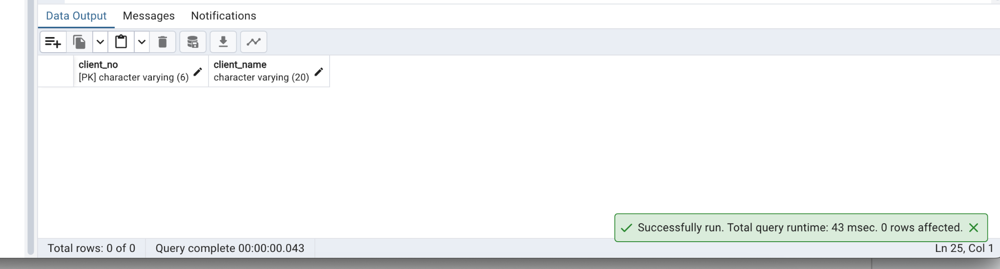 Data Output Messages Notifications
client_no
[PK] character varying (6)
client_name
character varying (20)
Successfully run. Total query runtime: 43 msec. 0 rows affected.
Total rows: 0 of 0 Query complete 00:00:00.043 Ln 25, Col 1